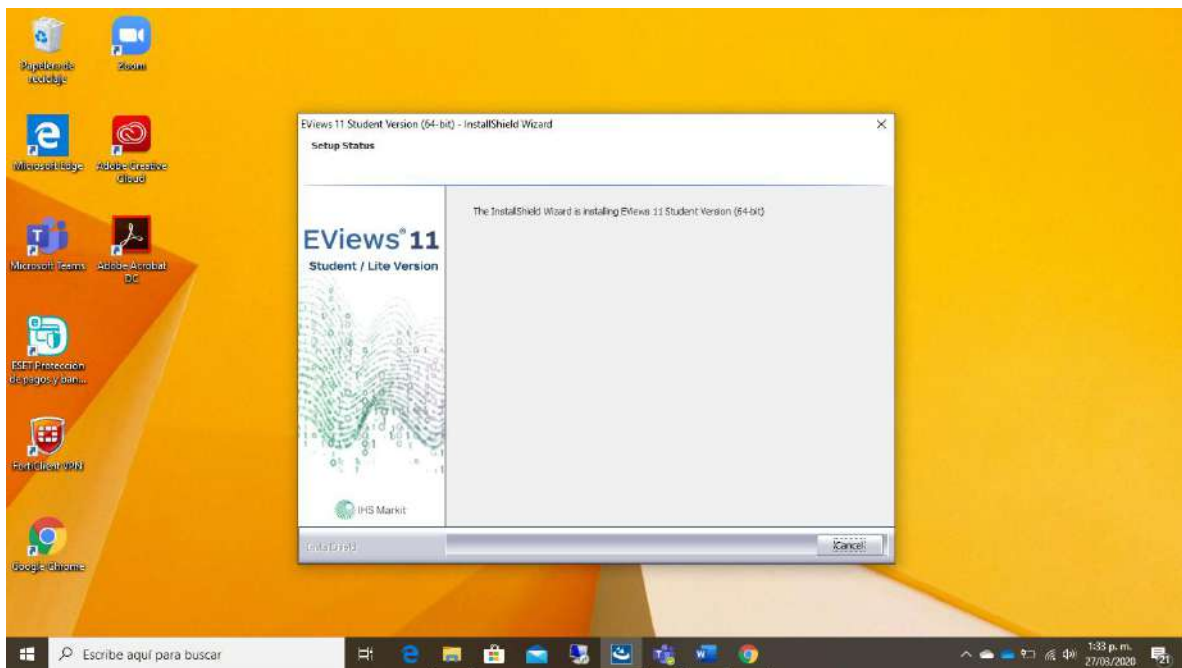 Papelera de
reciclaje
Zoom
Microsoft Edge
Adobe Creative
Cloud
Microsoft Teams
Adobe Acrobat
DC
ESET Protección
de pagos y ban...
FortiClient VPN
Google Chrome
EViews 11 Student Version (64-bit) - InstallShield Wizard
Setup Status
The InstallShield Wizard is installing EViews 11 Student Version (64-bit)
EViews® 11
Student / Lite Version
IHS Markit
InstallShield
Cancel
Escribe aquí para buscar
1:33 p. m.
27/03/2020
21